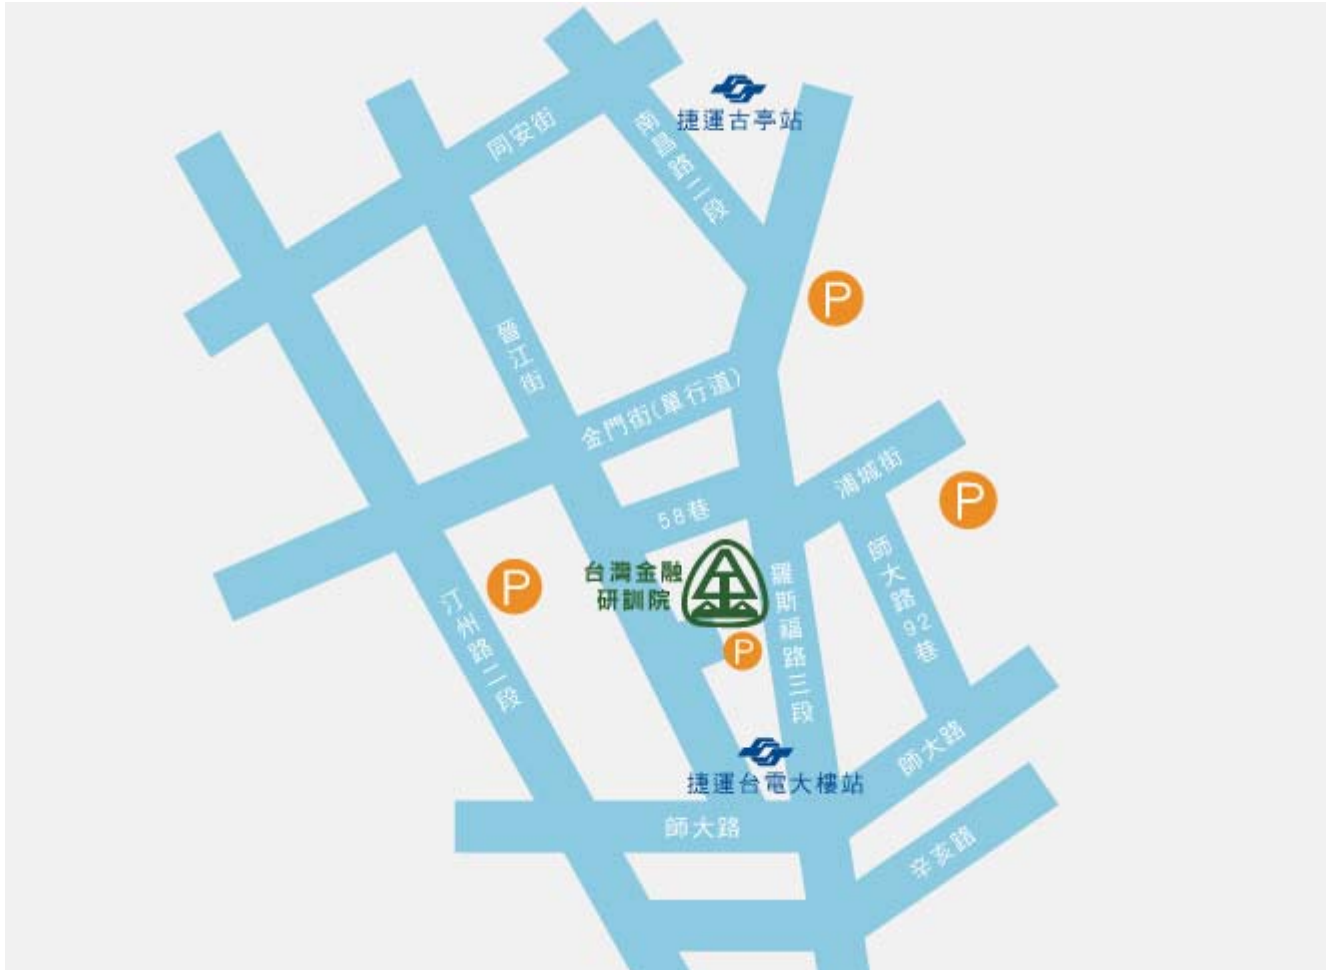 捷運古亭站
同安街
南昌路二段
P
晉江街
金門街(單行道)
浦城街
P
58巷
台灣金融
研訓院
金
P
羅斯福路三段
師大路92巷
汀州路二段
P
捷運台電大樓站
師大路
師大路
辛亥路